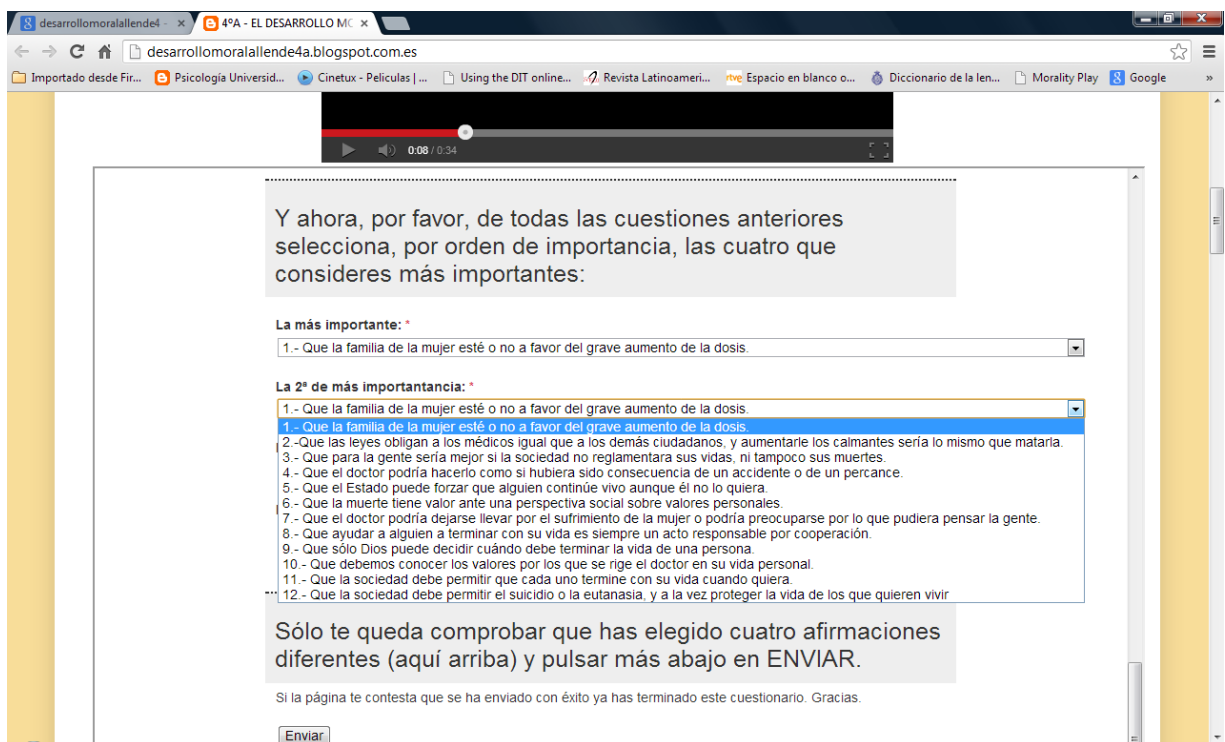 desarrollomoralallende4 -
4ºA - EL DESARROLLO MC
desarrollomoralallende4a.blogspot.com.es
Importado desde Fir... Psicología Universid... Cinetux - Peliculas | ... Using the DIT online... Revista Latinoameri... rtve Espacio en blanco o... Diccionario de la len... Morality Play Google »
0:08 / 0:34
Y ahora, por favor, de todas las cuestiones anteriores
selecciona, por orden de importancia, las cuatro que
consideres más importantes:
La más importante: *
1.- Que la familia de la mujer esté o no a favor del grave aumento de la dosis.
La 2ª de más importantancia: *
1.- Que la familia de la mujer esté o no a favor del grave aumento de la dosis.
1.- Que la familia de la mujer esté o no a favor del grave aumento de la dosis.
2.-Que las leyes obligan a los médicos igual que a los demás ciudadanos, y aumentarle los calmantes sería lo mismo que matarla.
3.- Que para la gente sería mejor si la sociedad no reglamentara sus vidas, ni tampoco sus muertes.
4.- Que el doctor podría hacerlo como si hubiera sido consecuencia de un accidente o de un percance.
5.- Que el Estado puede forzar que alguien continúe vivo aunque él no lo quiera.
6.- Que la muerte tiene valor ante una perspectiva social sobre valores personales.
7.- Que el doctor podría dejarse llevar por el sufrimiento de la mujer o podría preocuparse por lo que pudiera pensar la gente.
8.- Que ayudar a alguien a terminar con su vida es siempre un acto responsable por cooperación.
9.- Que sólo Dios puede decidir cuándo debe terminar la vida de una persona.
10.- Que debemos conocer los valores por los que se rige el doctor en su vida personal.
11.- Que la sociedad debe permitir que cada uno termine con su vida cuando quiera.
12.- Que la sociedad debe permitir el suicidio o la eutanasia, y a la vez proteger la vida de los que quieren vivir
Sólo te queda comprobar que has elegido cuatro afirmaciones
diferentes (aquí arriba) y pulsar más abajo en ENVIAR.
Si la página te contesta que se ha enviado con éxito ya has terminado este cuestionario. Gracias.
Enviar